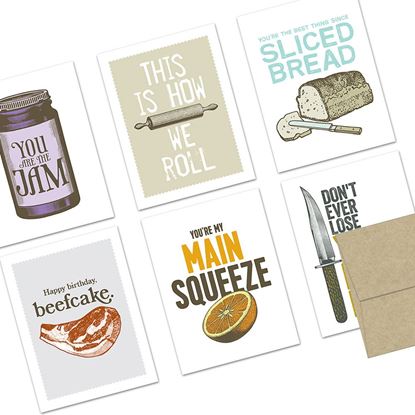 YOU
ARE THE
JAM
THIS
IS HOW
WE
ROLL
YOU'RE THE BEST THING SINCE
SLICED
BREAD
Happy birthday,
beefcake.
YOU'RE MY
MAIN
SQUEEZE
DON'T
EVER
LOSE